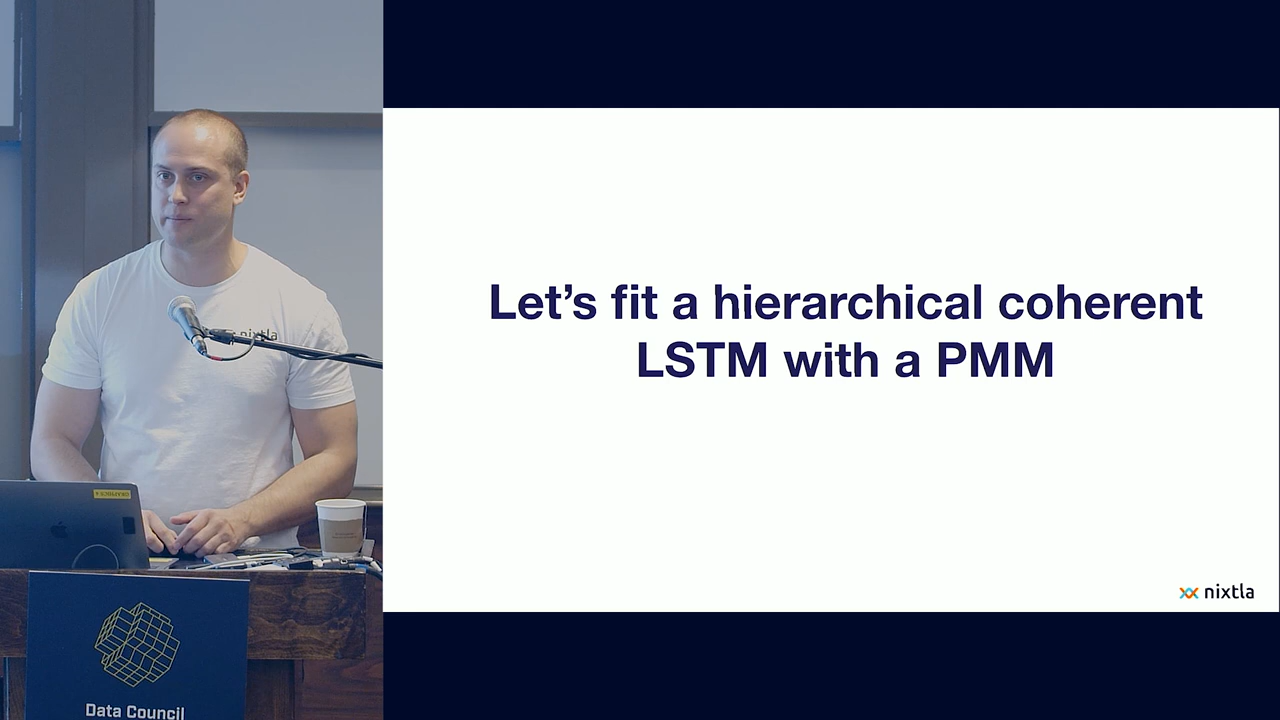 Let's fit a hierarchical coherent
LSTM with a PMM
nixtla
nixtla
Data Council